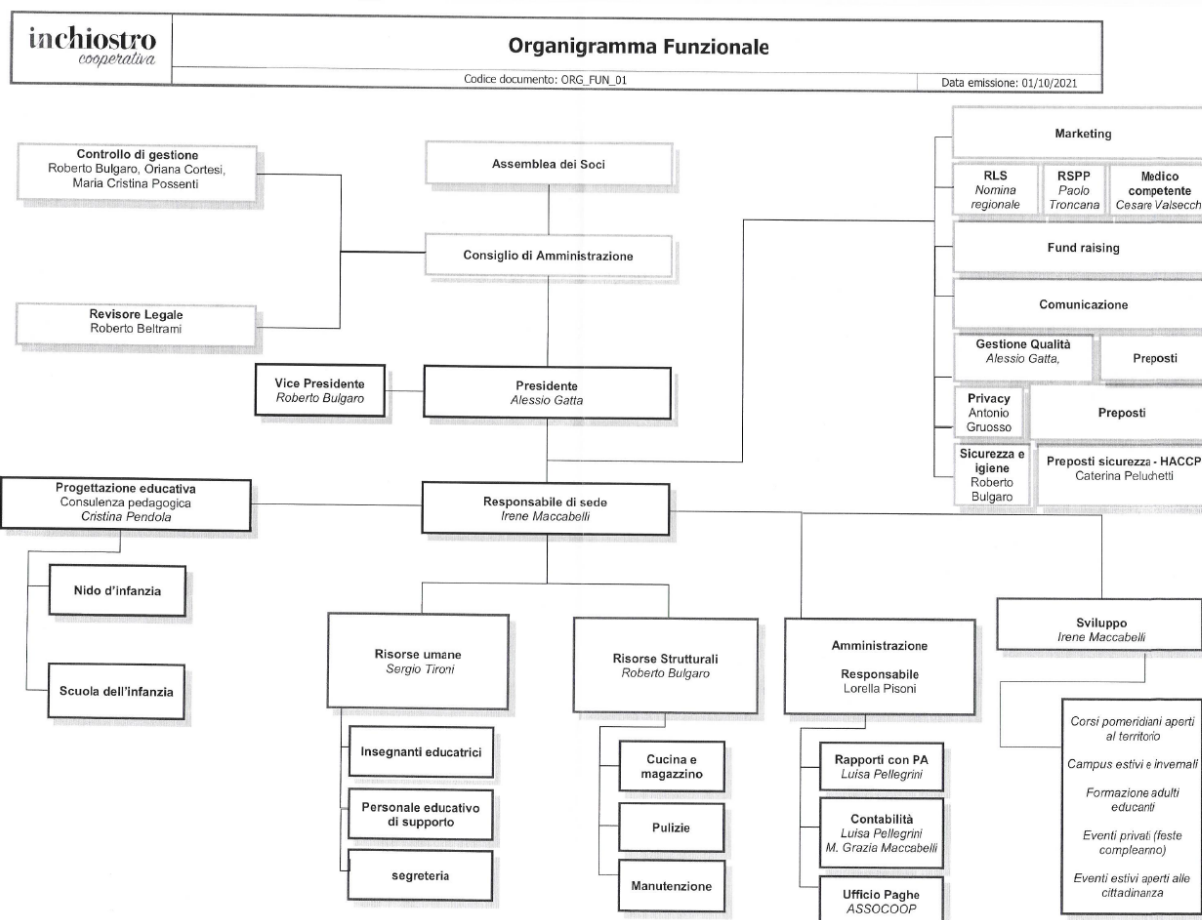 inchiostro
cooperativa
Organigramma Funzionale
Codice documento: ORG_FUN_01
Data emissione: 01/10/2021
Controllo di gestione
Roberto Bulgaro, Oriana Cortesi,
Maria Cristina Possenti
Assemblea dei Soci
Consiglio di Amministrazione
Revisore Legale
Roberto Beltrami
Vice Presidente
Roberto Bulgaro
Presidente
Alessio Gatta
Marketing
RLS
Nomina
regionale
RSPP
Paolo
Troncana
Medico
competente
Cesare Valsecch
Fund raising
Comunicazione
Gestione Qualità
Alessio Gatta,
Preposti
Privacy
Antonio
Gruosso
Preposti
Sicurezza e
igiene
Roberto
Bulgaro
Preposti sicurezza - HACCP
Caterina Peluchetti
Progettazione educativa
Consulenza pedagogica
Cristina Pendola
Responsabile di sede
Irene Maccabelli
Nido d'infanzia
Scuola dell'infanzia
Risorse umane
Sergio Tironi
Insegnanti educatrici
Personale educativo
di supporto
segreteria
Risorse Strutturali
Roberto Bulgaro
Cucina e
magazzino
Pulizie
Manutenzione
Amministrazione
Responsabile
Lorella Pisoni
Rapporti con PA
Luisa Pellegrini
Contabilità
Luisa Pellegrini
M. Grazia Maccabelli
Ufficio Paghe
ASSOCOOP
Sviluppo
Irene Maccabelli
Corsi pomeridiani aperti
al territorio
Campus estivi e invernali
Formazione adulti
educanti
Eventi privati (feste
compleanno)
Eventi estivi aperti alle
cittadinanza